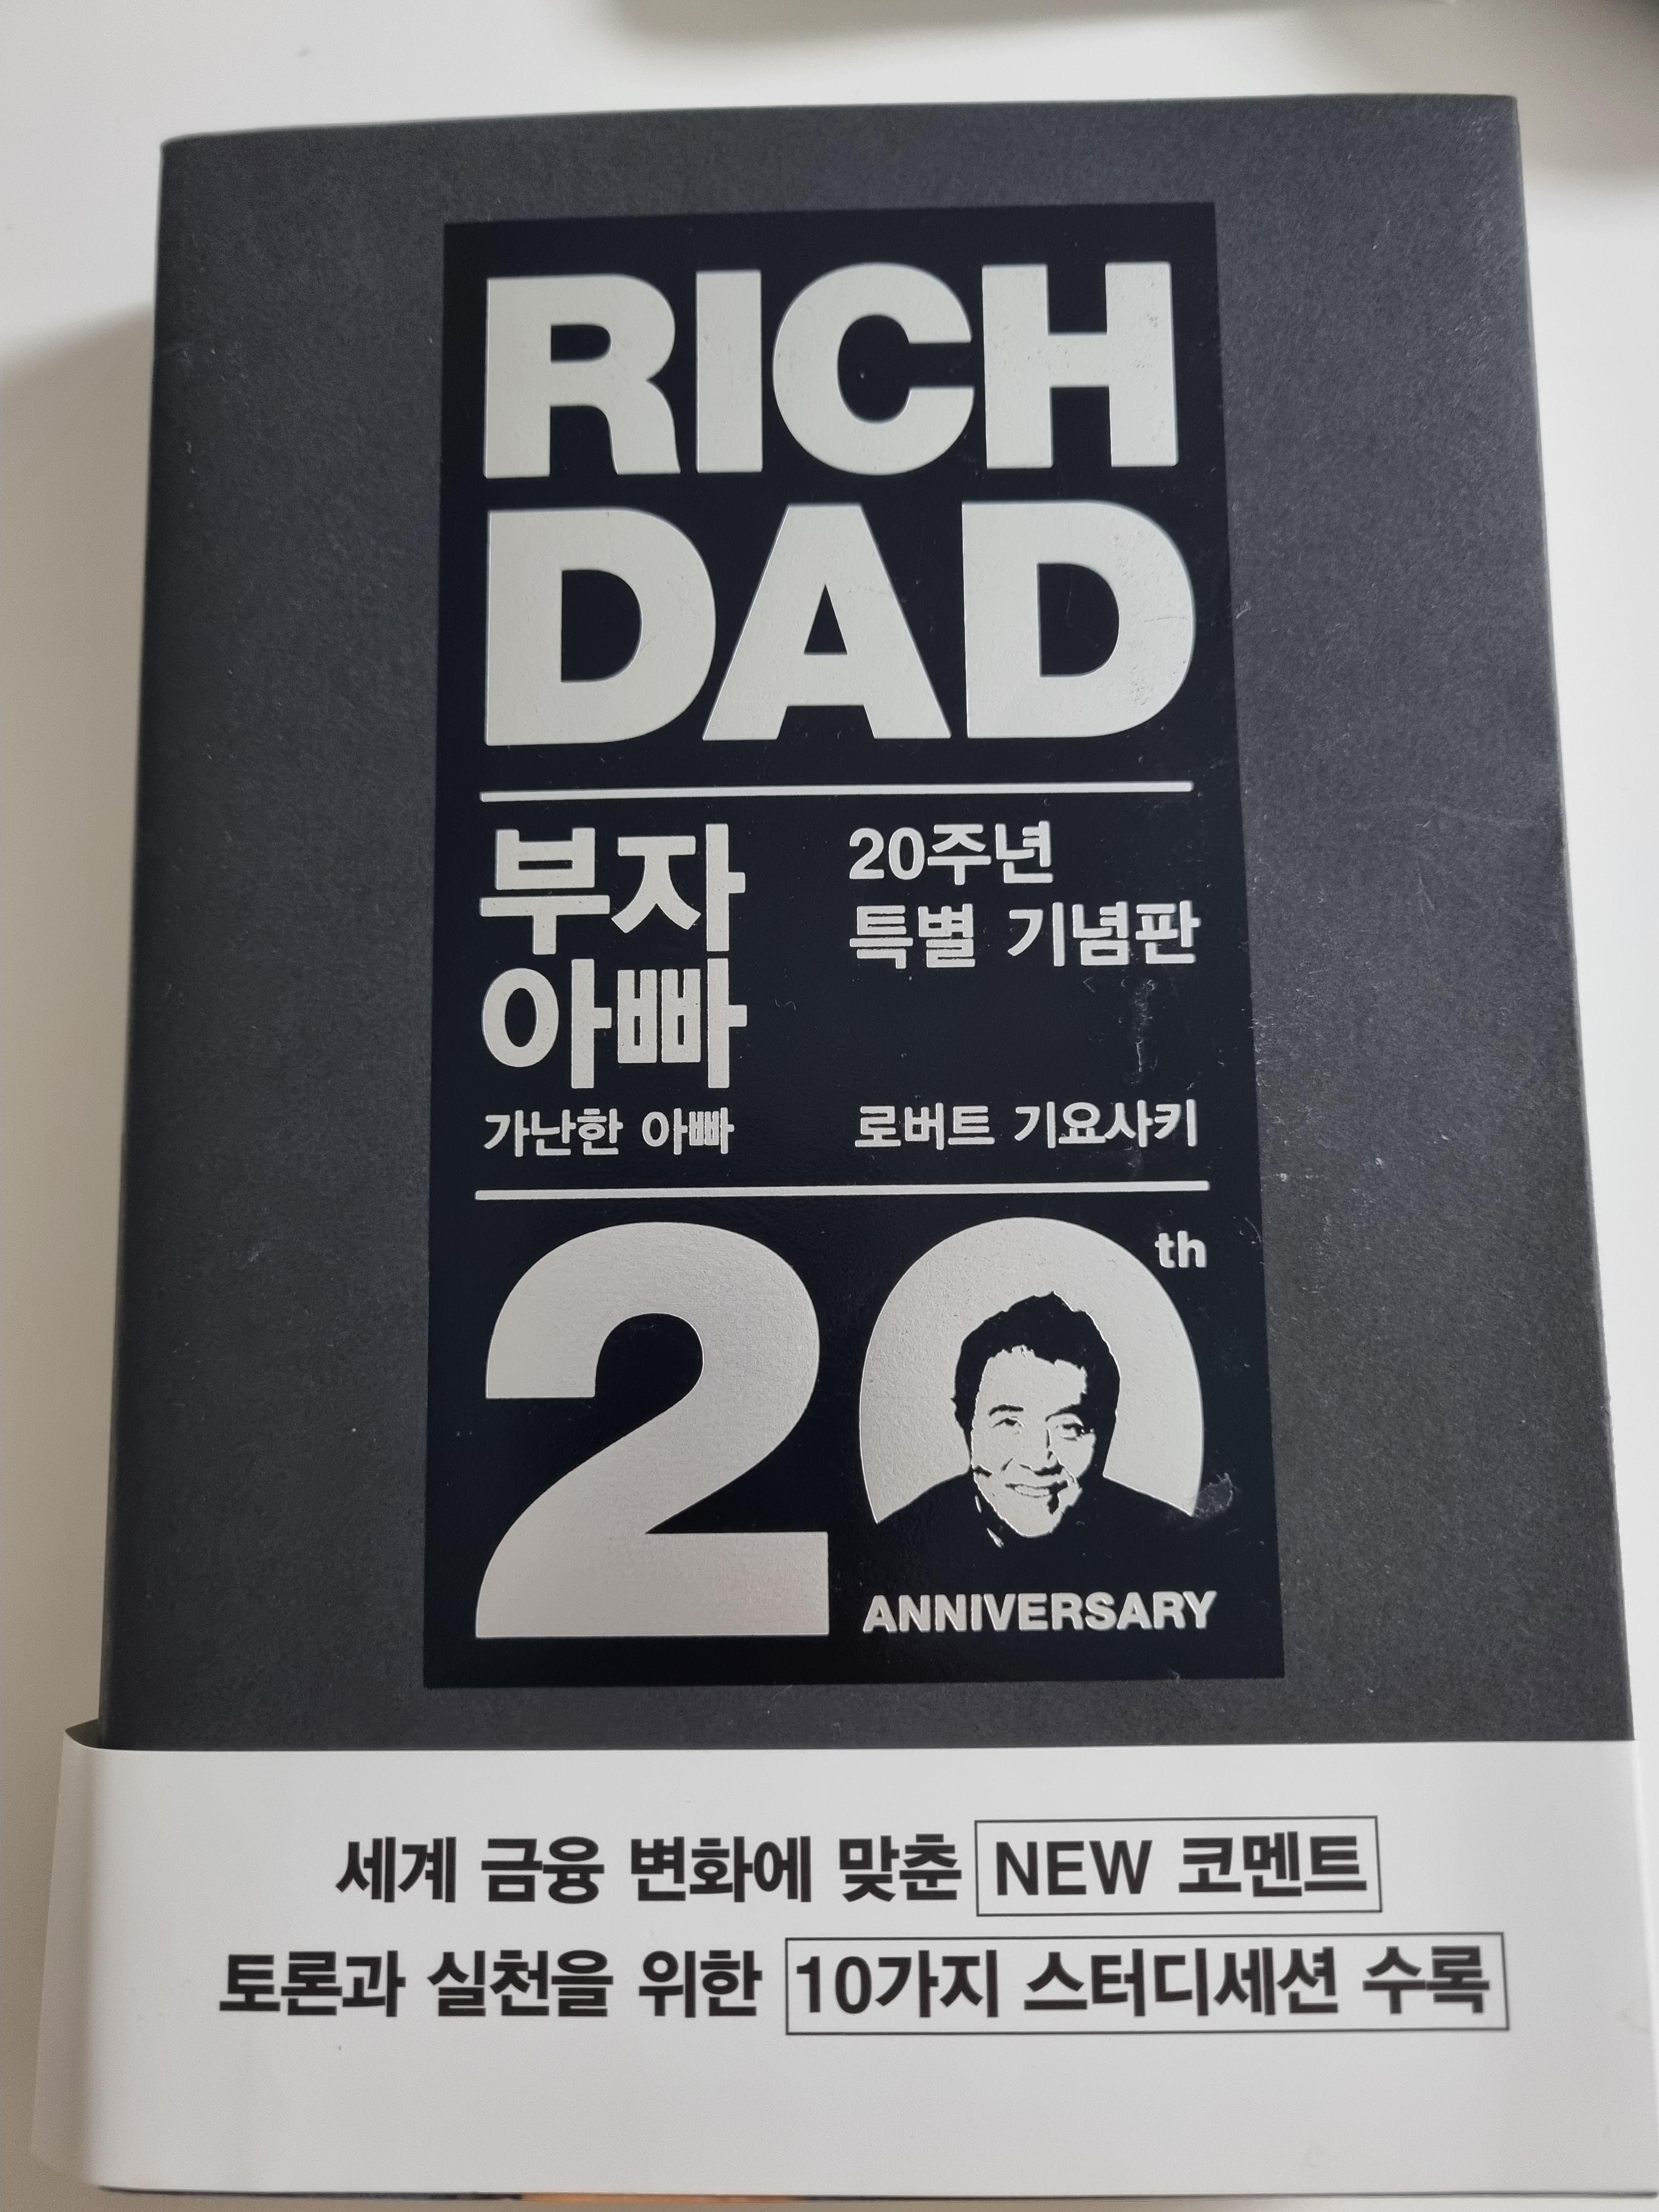 RICH
DAD
부자
아빠
가난한 아빠
20주년
특별 기념판
로버트 기요사키
20th
ANNIVERSARY
세계 금융 변화에 맞춘 NEW 코멘트
토론과 실천을 위한 10가지 스터디세션 수록